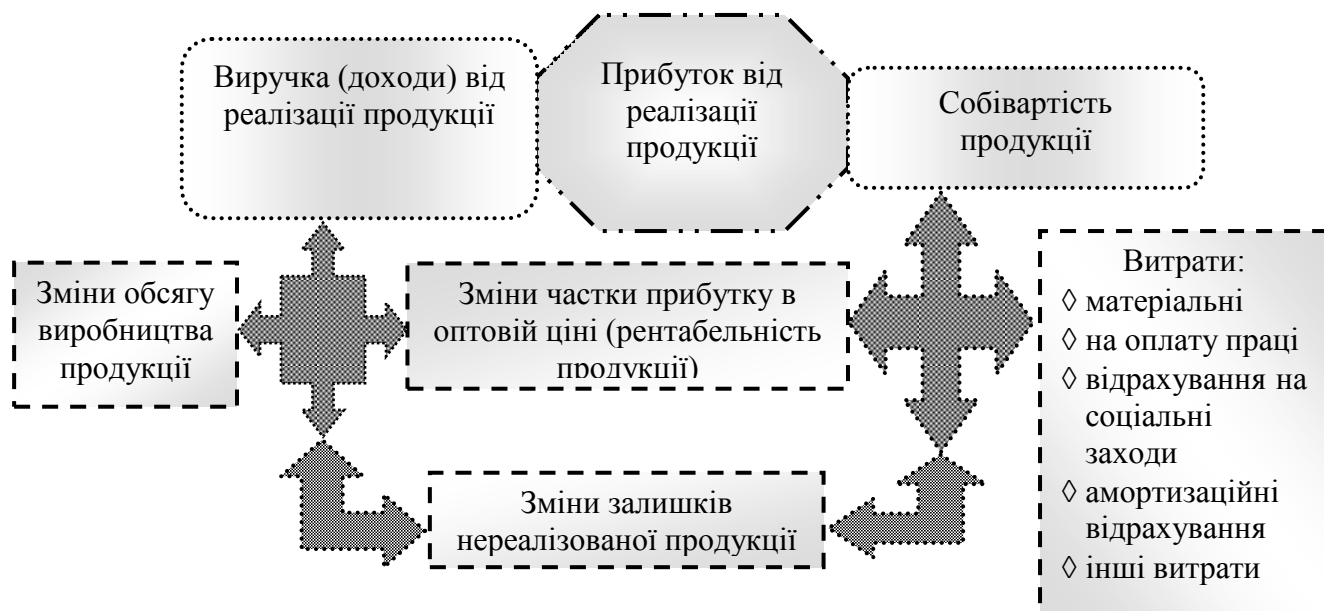 Виручка (доходи) від
реалізації продукції
Прибуток від
реалізації
продукції
Собівартість
продукції
Зміни обсягу
виробництва
продукції
Зміни частки прибутку в
оптовій ціні (рентабельність
продукції)
Витрати:
◊ матеріальні
◊ на оплату праці
◊ відрахування на
соціальні
заходи
◊ амортизаційні
відрахування
◊ інші витрати
Зміни залишків
нереалізованої продукції